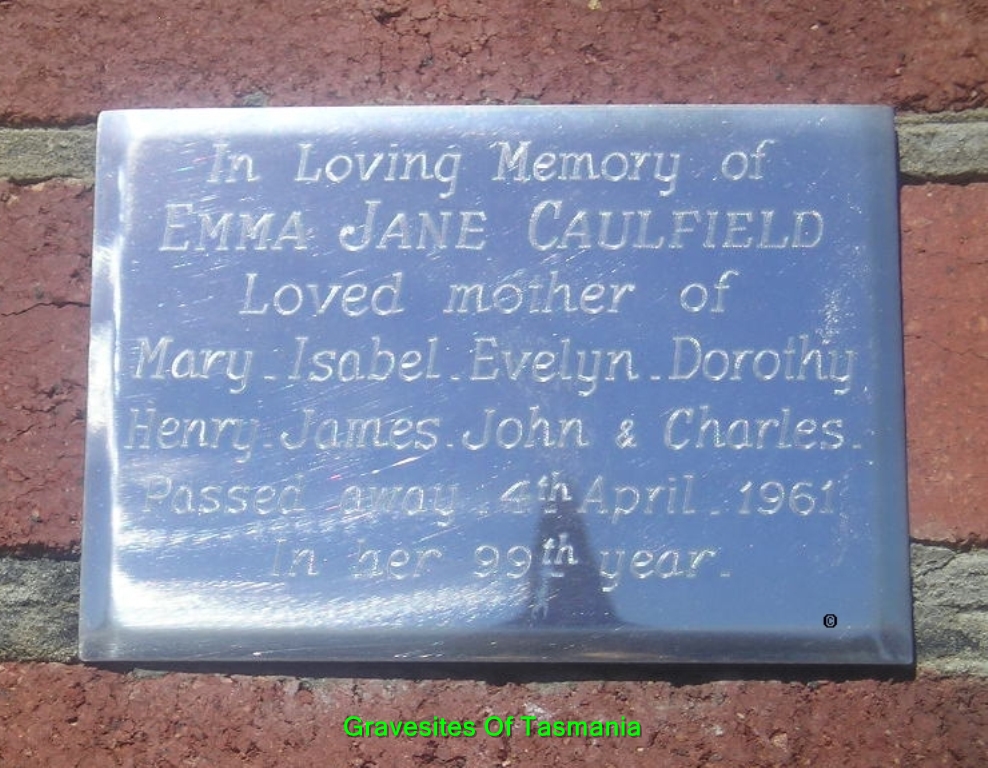 In Loving Memory of
EMMA JANE CAULFIELD
Loved mother of
Mary. Isabel. Evelyn. Dorothy
Henry. James. John & Charles.
Passed away. 4th April. 1961
In her 99th year.
©
Gravesites Of Tasmania